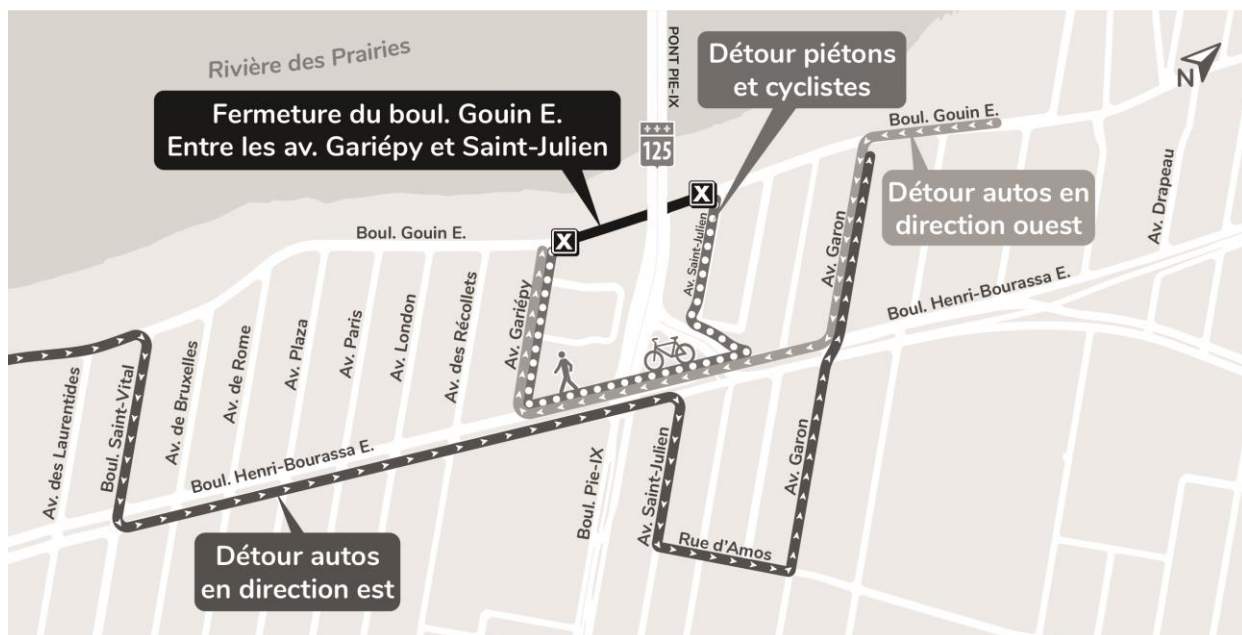 Rivière des Prairies
PONT PIE-IX
125
Détour piétons
et cyclistes
N
Fermeture du boul. Gouin E.
Entre les av. Gariépy et Saint-Julien
X
X
Boul. Gouin E.
Détour autos en
direction ouest
Av. Drapeau
Boul. Gouin E.
Av. Saint-Julien
Av. Garon
Boul. Henri-Bourassa E.
Av. des Laurentides
Boul. Saint-Vital
Av. de Bruxelles
Av. de Rome
Av. Plaza
Av. Paris
Av. London
Av. des Récollets
Av. Gariépy
Boul. Henri-Bourassa E.
Boul. Pie-IX
Av. Saint-Julien
Av. Garon
Rue d'Amos
Détour autos
en direction est